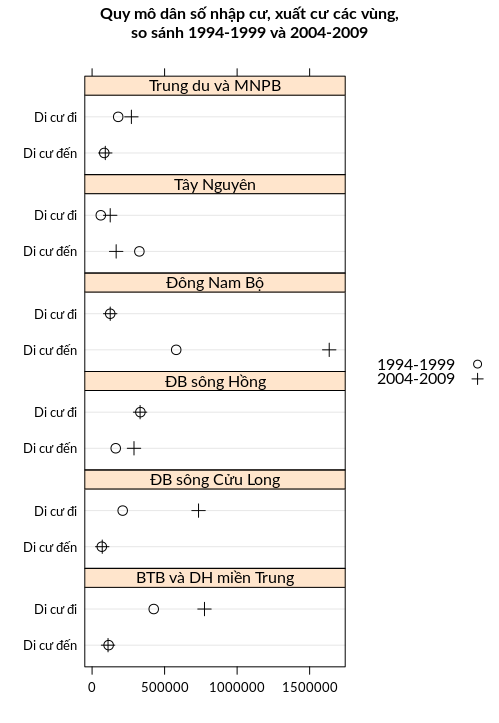 Quy mô dân số nhập cư, xuất cư các vùng,
so sánh 1994-1999 và 2004-2009
Trung du và MNPB
Di cư đi
Di cư đến
Tây Nguyên
Di cư đi
Di cư đến
Đông Nam Bộ
Di cư đi
Di cư đến
1994-1999
2004-2009
ĐB sông Hồng
Di cư đi
Di cư đến
ĐB sông Cửu Long
Di cư đi
Di cư đến
BTB và DH miền Trung
Di cư đi
Di cư đến
0 500000 1000000 1500000